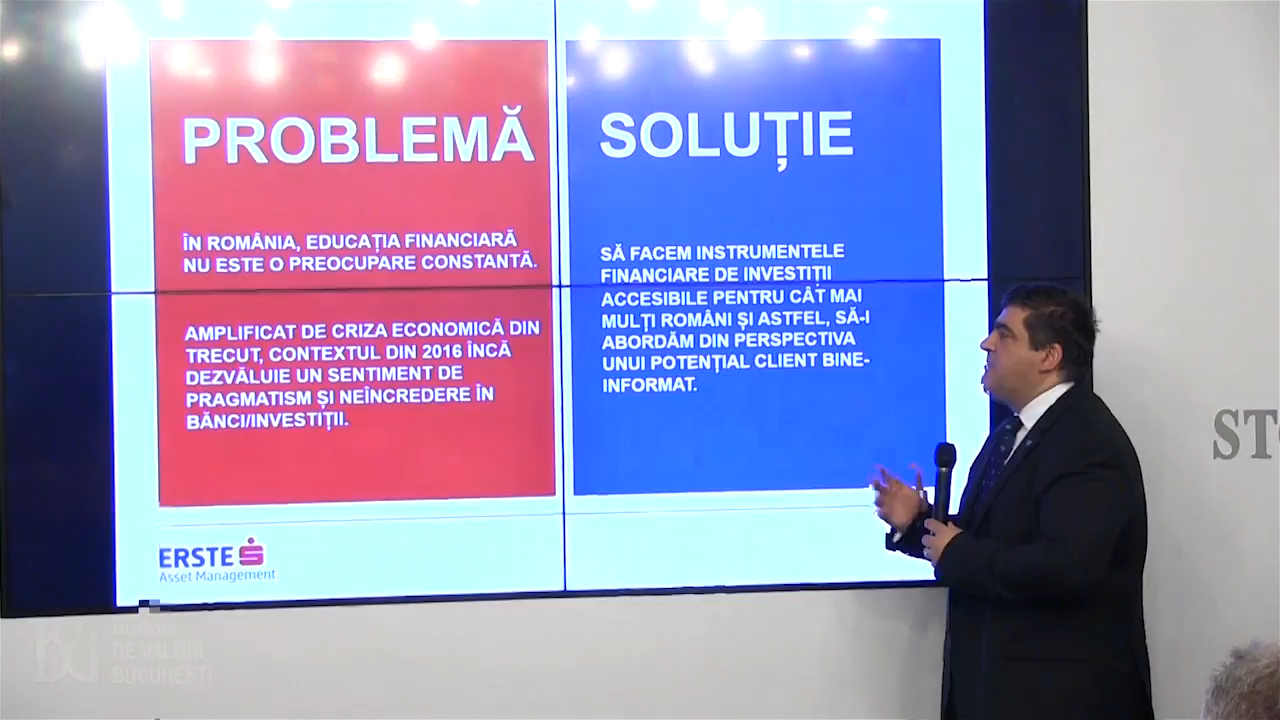 PROBLEMĂ
ÎN ROMÂNIA, EDUCAȚIA FINANCIARĂ
NU ESTE O PREOCUPARE CONSTANTĂ.
AMPLIFICAT DE CRIZA ECONOMICĂ DIN
TRECUT, CONTEXTUL DIN 2016 ÎNCĂ
DEZVĂLUIE UN SENTIMENT DE
PRAGMATISM ȘI NEÎNCREDERE ÎN
BĂNCI/INVESTIȚII.
SOLUȚIE
SĂ FACEM INSTRUMENTELE
FINANCIARE DE INVESTIȚII
ACCESIBILE PENTRU CÂT MAI
MULȚI ROMÂNI ȘI ASTFEL, SĂ-I
ABORDĂM DIN PERSPECTIVA
UNUI POTENȚIAL CLIENT BINE-
INFORMAT.
ERSTE
Asset Management
DE VALORI
BUCUREȘTI